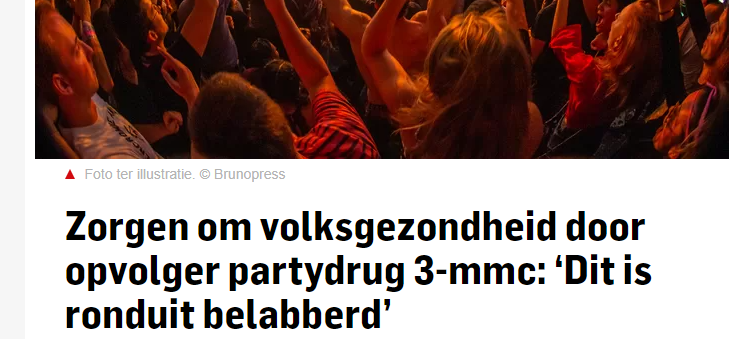 Foto ter illustratie. © Brunopress
Zorgen om volksgezondheid door
opvolger partydrug 3-mmc: ‘Dit is
ronduit belabberd’